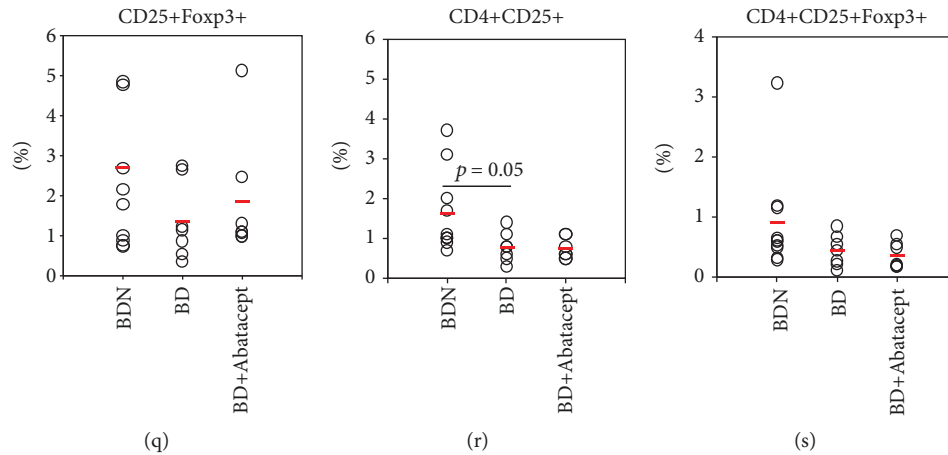 CD25+Foxp3+
6
5
4
3
2
1
0
(%)
BDN
BD
BD+Abatacept
(q)
CD4+CD25+
6
5
4
3
2
1
0
(%)
p = 0.05
BDN
BD
BD+Abatacept
(r)
CD4+CD25+Foxp3+
4
3
2
1
0
(%)
BDN
BD
BD+Abatacept
(s)